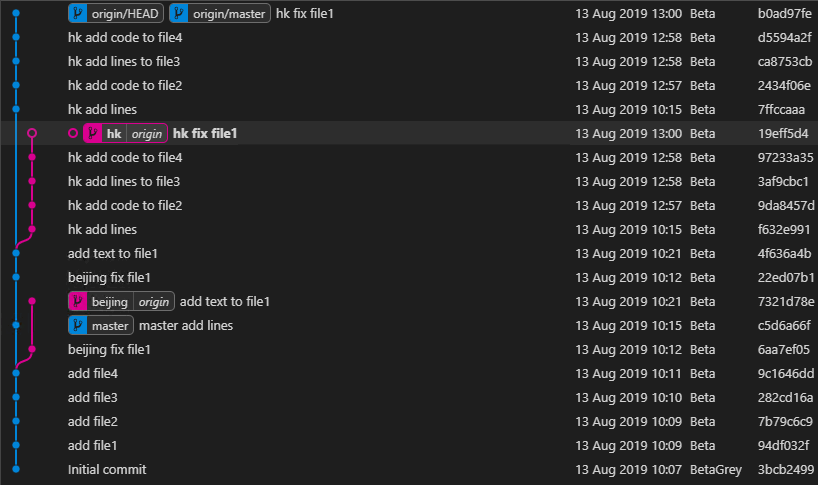 origin/HEAD origin/master hk fix file1 13 Aug 2019 13:00 Beta b0ad97fe
hk add code to file4 13 Aug 2019 12:58 Beta d5594a2f
hk add lines to file3 13 Aug 2019 12:58 Beta ca8753cb
hk add code to file2 13 Aug 2019 12:57 Beta 2434f06e
hk add lines 13 Aug 2019 10:15 Beta 7ffccaaa
hk origin hk fix file1 13 Aug 2019 13:00 Beta 19eff5d4
hk add code to file4 13 Aug 2019 12:58 Beta 97233a35
hk add lines to file3 13 Aug 2019 12:58 Beta 3af9cbc1
hk add code to file2 13 Aug 2019 12:57 Beta 9da8457d
hk add lines 13 Aug 2019 10:15 Beta f632e991
add text to file1 13 Aug 2019 10:21 Beta 4f636a4b
beijing fix file1 13 Aug 2019 10:12 Beta 22ed07b1
beijing origin add text to file1 13 Aug 2019 10:21 Beta 7321d78e
master master add lines 13 Aug 2019 10:15 Beta c5d6a66f
beijing fix file1 13 Aug 2019 10:12 Beta 6aa7ef05
add file4 13 Aug 2019 10:11 Beta 9c1646dd
add file3 13 Aug 2019 10:10 Beta 282cd16a
add file2 13 Aug 2019 10:09 Beta 7b79c6c9
add file1 13 Aug 2019 10:09 Beta 94df032f
Initial commit 13 Aug 2019 10:07 BetaGrey 3bcb2499